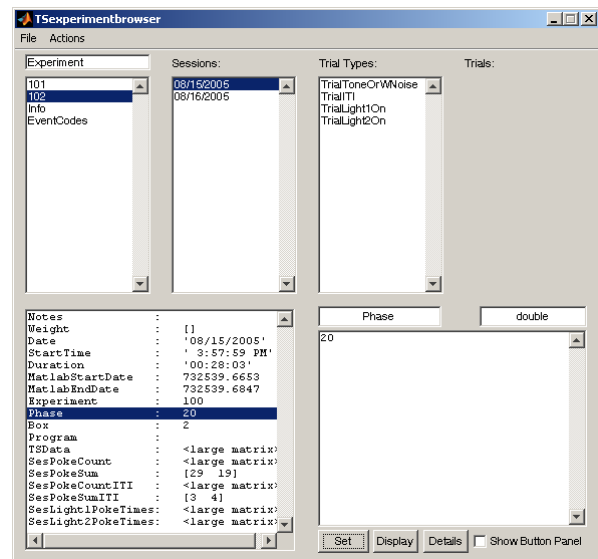 TSexperimentbrowser
File Actions
Experiment
Sessions:
Trial Types:
Trials:
101
102
Info
EventCodes
08/15/2005
08/16/2005
TrialToneOrWNoise
TrialITI
TrialLight1On
TrialLight2On
Notes :
Weight : []
Date : '08/15/2005'
StartTime : ' 3:57:59 PM'
Duration : '00:28:03'
MatlabStartDate : 732539.6653
MatlabEndDate : 732539.6847
Experiment : 100
Phase : 20
Box : 2
Program :
TSData : <large matrix>
SesPokeCount : <large matrix>
SesPokeSum : [29 19]
SesPokeCountITI : <large matrix>
SesPokeSumITI : [3 4]
SesLight1PokeTimes: <large matrix>
SesLight2PokeTimes: <large matrix>
Phase
double
20
Set Display Details Show Button Panel